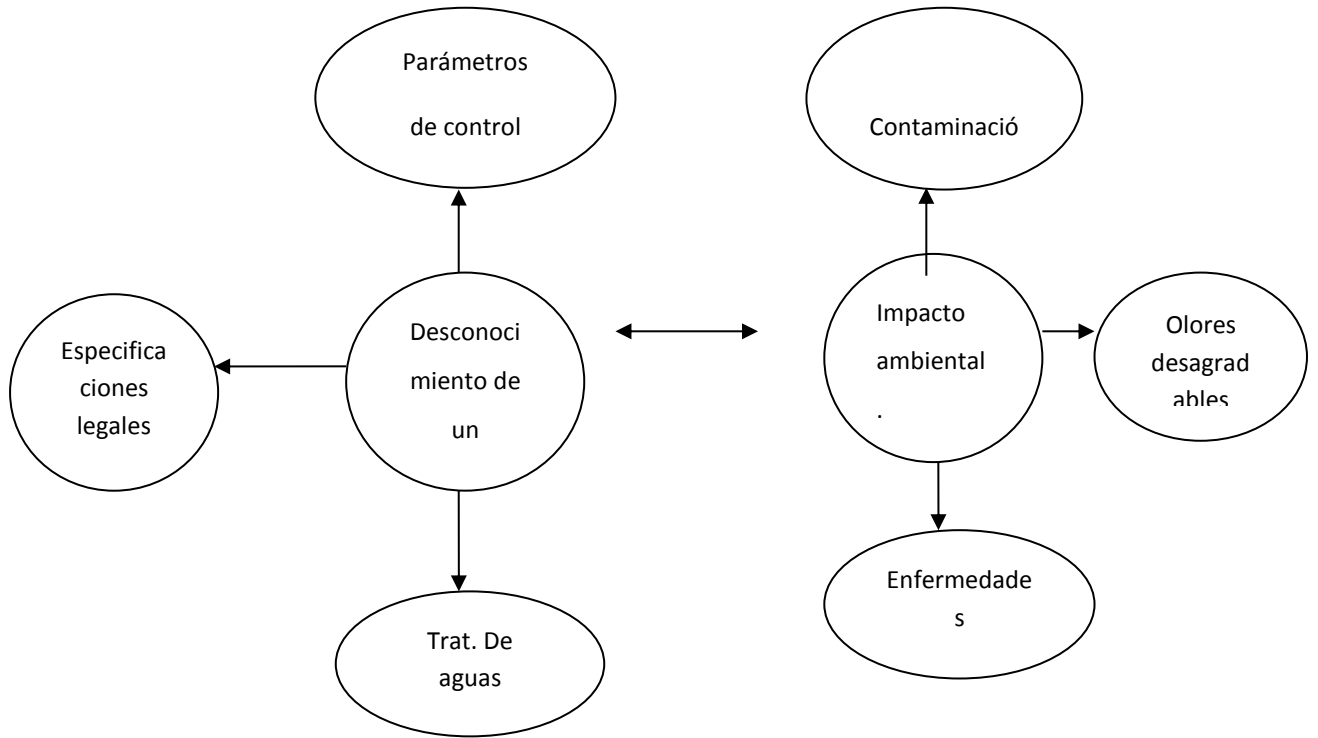 Parámetros
de control
Contaminació
Especifica
ciones
legales
Desconoci
miento de
un
Impacto
ambiental
.
Olores
desagrad
ables
Trat. De
aguas
Enfermedade
s